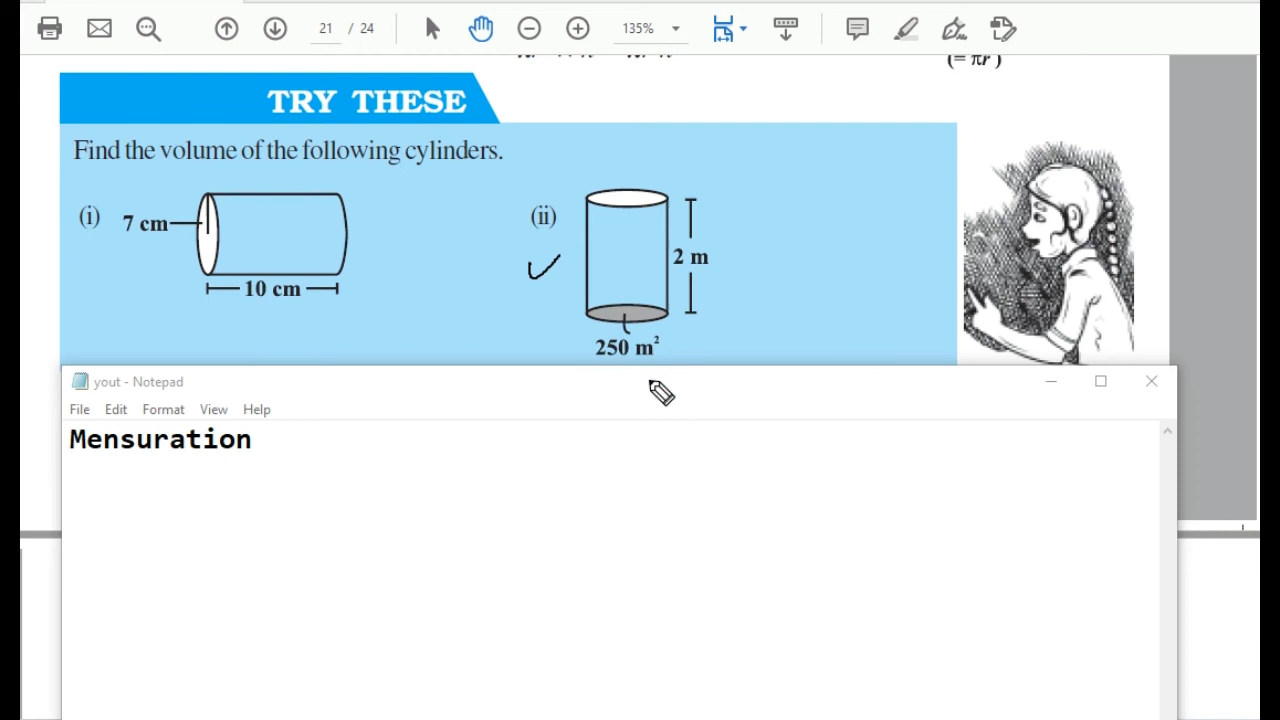 21 / 24
135%
(= πr²)
TRY THESE
Find the volume of the following cylinders.
(i)
7 cm
10 cm
(ii)
2 m
250 m²
yout - Notepad
File Edit Format View Help
Mensuration